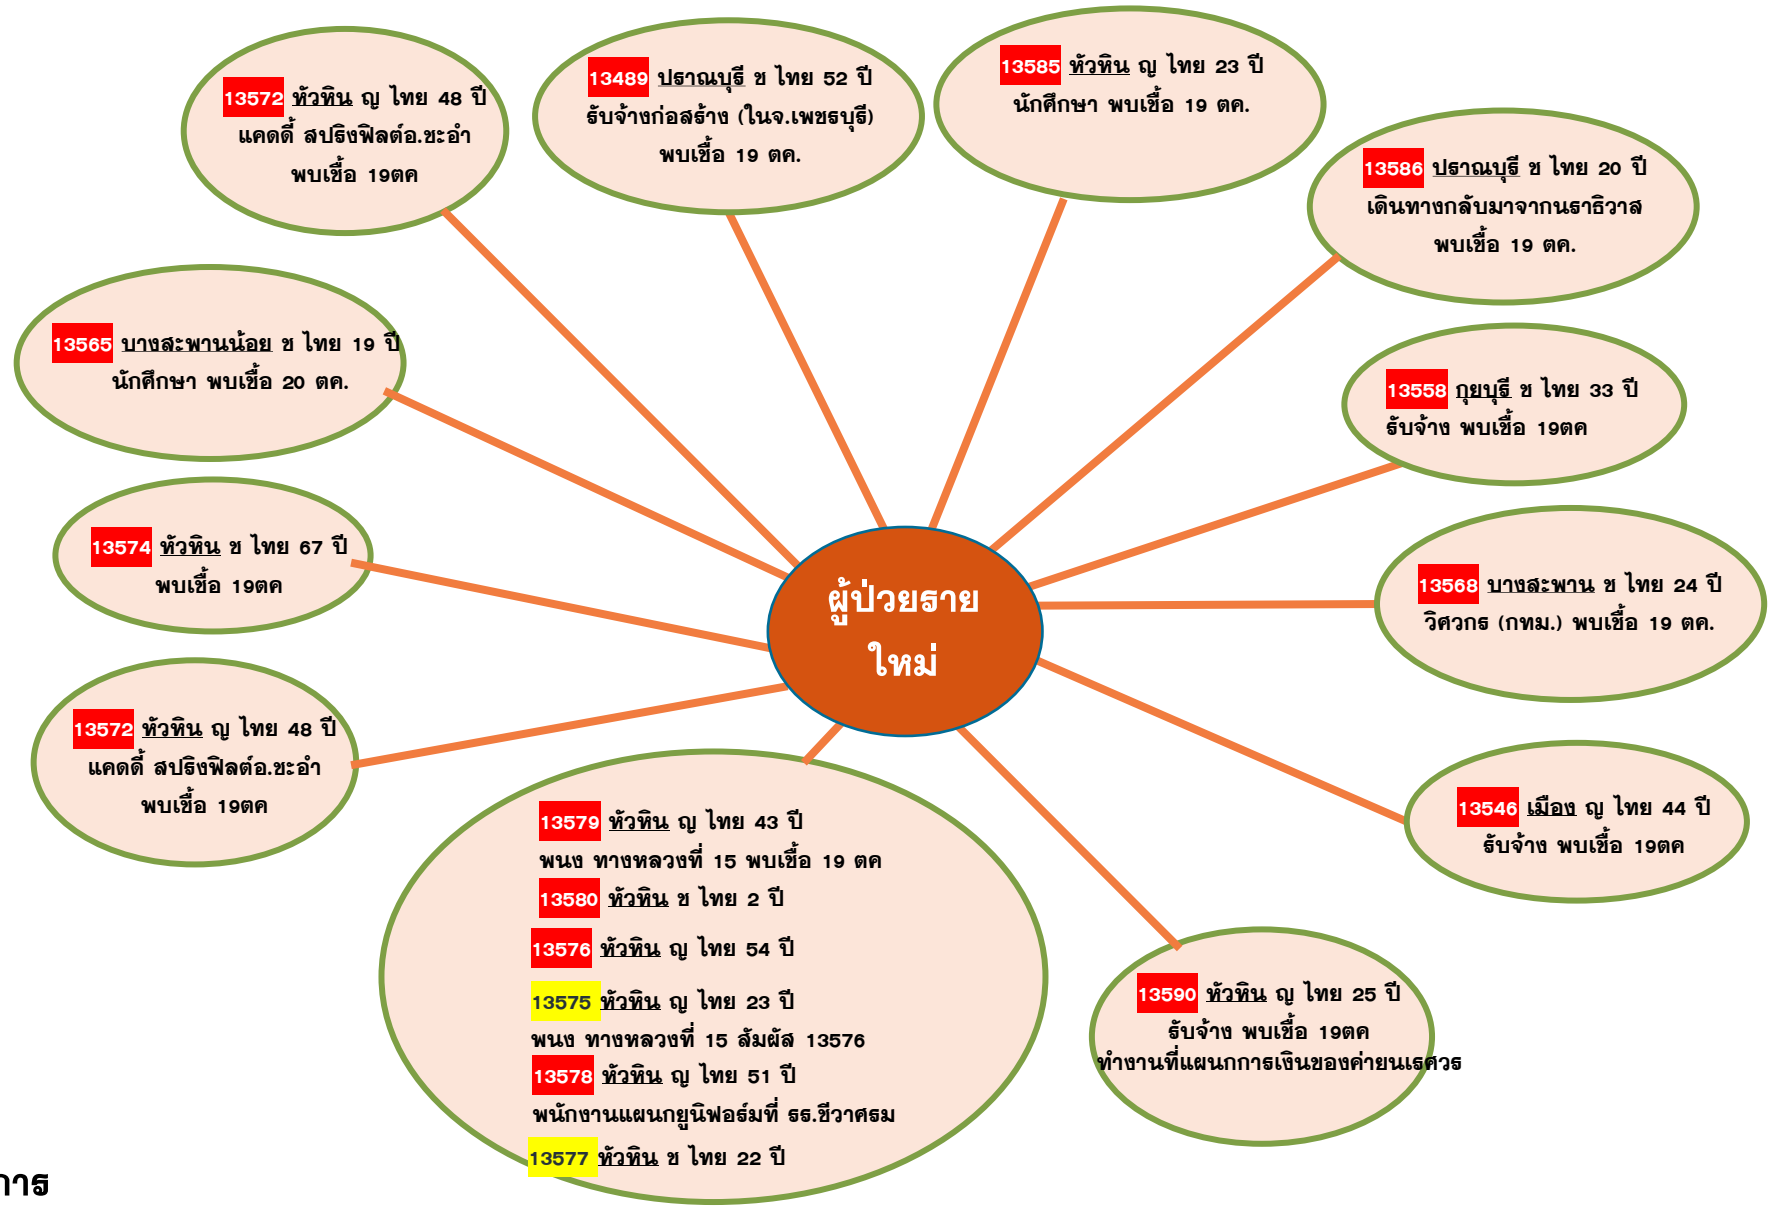 13572 หัวหิน ญ ไทย 48 ปี
แคดดี้ สปริงฟิลต์อ.ชะอำ
พบเชื้อ 19ตค
13489 ปราณบุรี ช ไทย 52 ปี
รับจ้างก่อสร้าง (ในจ.เพชรบุรี)
พบเชื้อ 19 ตค.
13585 หัวหิน ญ ไทย 23 ปี
นักศึกษา พบเชื้อ 19 ตค.
13586 ปราณบุรี ช ไทย 20 ปี
เดินทางกลับมาจากนราธิวาส
พบเชื้อ 19 ตค.
13565 บางสะพานน้อย ช ไทย 19 ปี
นักศึกษา พบเชื้อ 20 ตค.
13558 กุยบุรี ช ไทย 33 ปี
รับจ้าง พบเชื้อ 19ตค
13574 หัวหิน ช ไทย 67 ปี
พบเชื้อ 19ตค
ผู้ป่วยราย
ใหม่
13568 บางสะพาน ช ไทย 24 ปี
วิศวกร (กทม.) พบเชื้อ 19 ตค.
13572 หัวหิน ญ ไทย 48 ปี
แคดดี้ สปริงฟิลต์อ.ชะอำ
พบเชื้อ 19ตค
13546 เมือง ญ ไทย 44 ปี
รับจ้าง พบเชื้อ 19ตค
13579 หัวหิน ญ ไทย 43 ปี
พนง ทางหลวงที่ 15 พบเชื้อ 19 ตค
13580 หัวหิน ช ไทย 2 ปี
13576 หัวหิน ญ ไทย 54 ปี
13575 หัวหิน ญ ไทย 23 ปี
พนง ทางหลวงที่ 15 สัมผัส 13576
13578 หัวหิน ญ ไทย 51 ปี
พนักงานแผนกยูนิฟอร์มที่ รร.ชีวาศรม
13577 หัวหิน ช ไทย 22 ปี
13590 หัวหิน ญ ไทย 25 ปี
รับจ้าง พบเชื้อ 19ตค
ทำงานที่แผนกการเงินของค่ายนเรศวร
การ